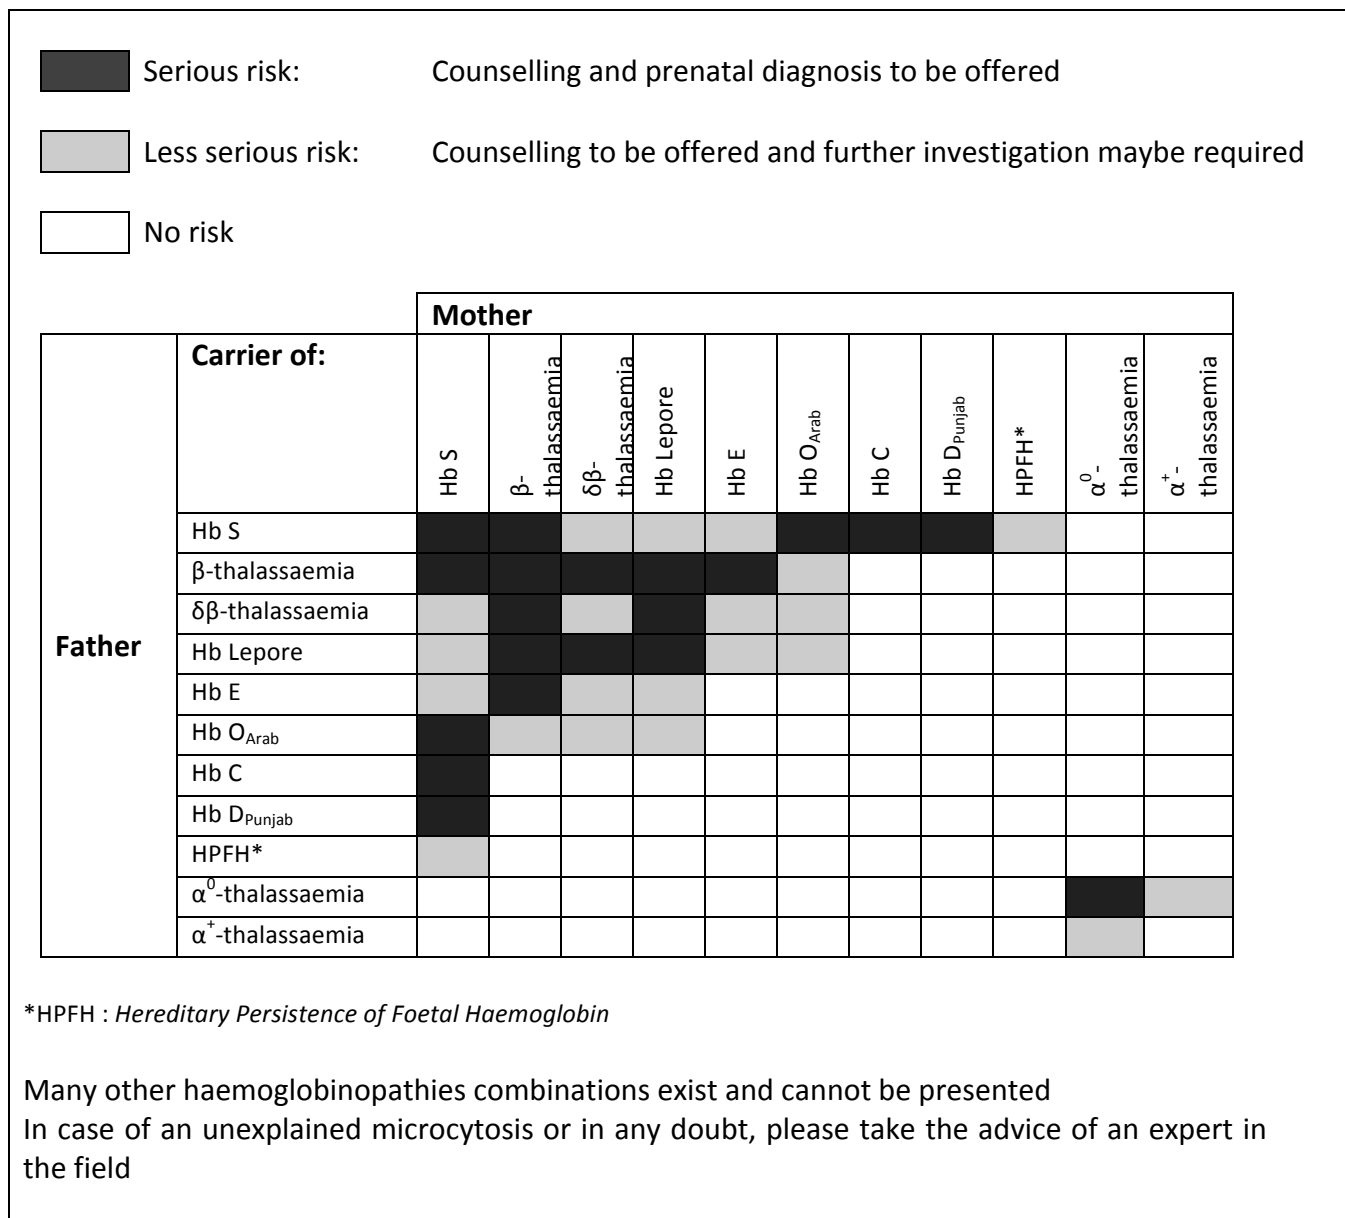 Serious risk: Counselling and prenatal diagnosis to be offered
Less serious risk: Counselling to be offered and further investigation maybe required
No risk
Mother
Carrier of:
Hb S
β-
thalassaemia
δβ-
thalassaemia
Hb Lepore
Hb E
Hb O_Arab
Hb C
Hb D_Punjab
HPFH*
α⁰-
thalassaemia
α⁺-
thalassaemia
Father
Hb S
β-thalassaemia
δβ-thalassaemia
Hb Lepore
Hb E
Hb O_Arab
Hb C
Hb D_Punjab
HPFH*
α⁰-thalassaemia
α⁺-thalassaemia
*HPFH : Hereditary Persistence of Foetal Haemoglobin
Many other haemoglobinopathies combinations exist and cannot be presented
In case of an unexplained microcytosis or in any doubt, please take the advice of an expert in
the field